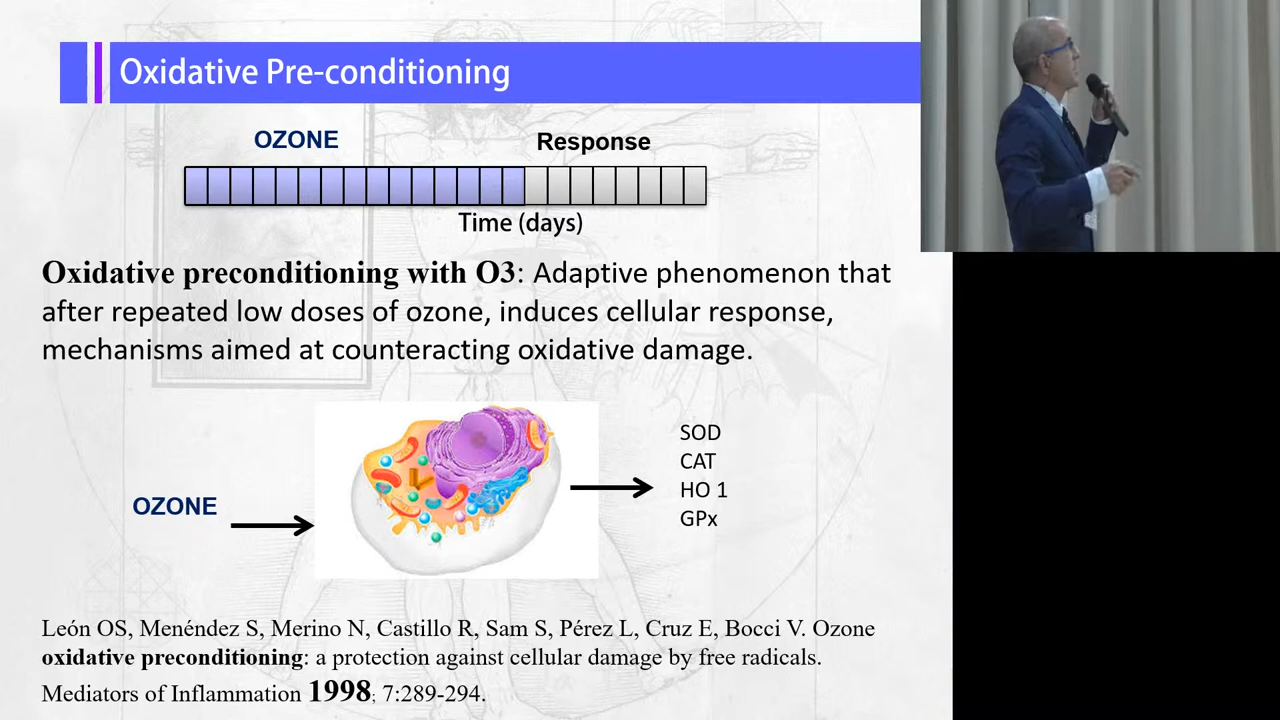 Oxidative Pre-conditioning
OZONE
Response
Time (days)
Oxidative preconditioning with O3: Adaptive phenomenon that
after repeated low doses of ozone, induces cellular response,
mechanisms aimed at counteracting oxidative damage.
OZONE
SOD
CAT
HO 1
GPx
León OS, Menéndez S, Merino N, Castillo R, Sam S, Pérez L, Cruz E, Bocci V. Ozone
oxidative preconditioning: a protection against cellular damage by free radicals.
Mediators of Inflammation 1998; 7:289-294.